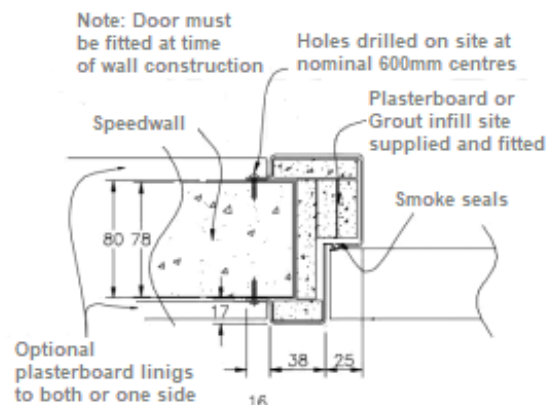 Note: Door must
be fitted at time
of wall construction
Holes drilled on site at
nominal 600mm centres
Plasterboard or
Grout infill site
supplied and fitted
Speedwall
Smoke seals
80
78
17
38
25
16
Optional
plasterboard linigs
to both or one side